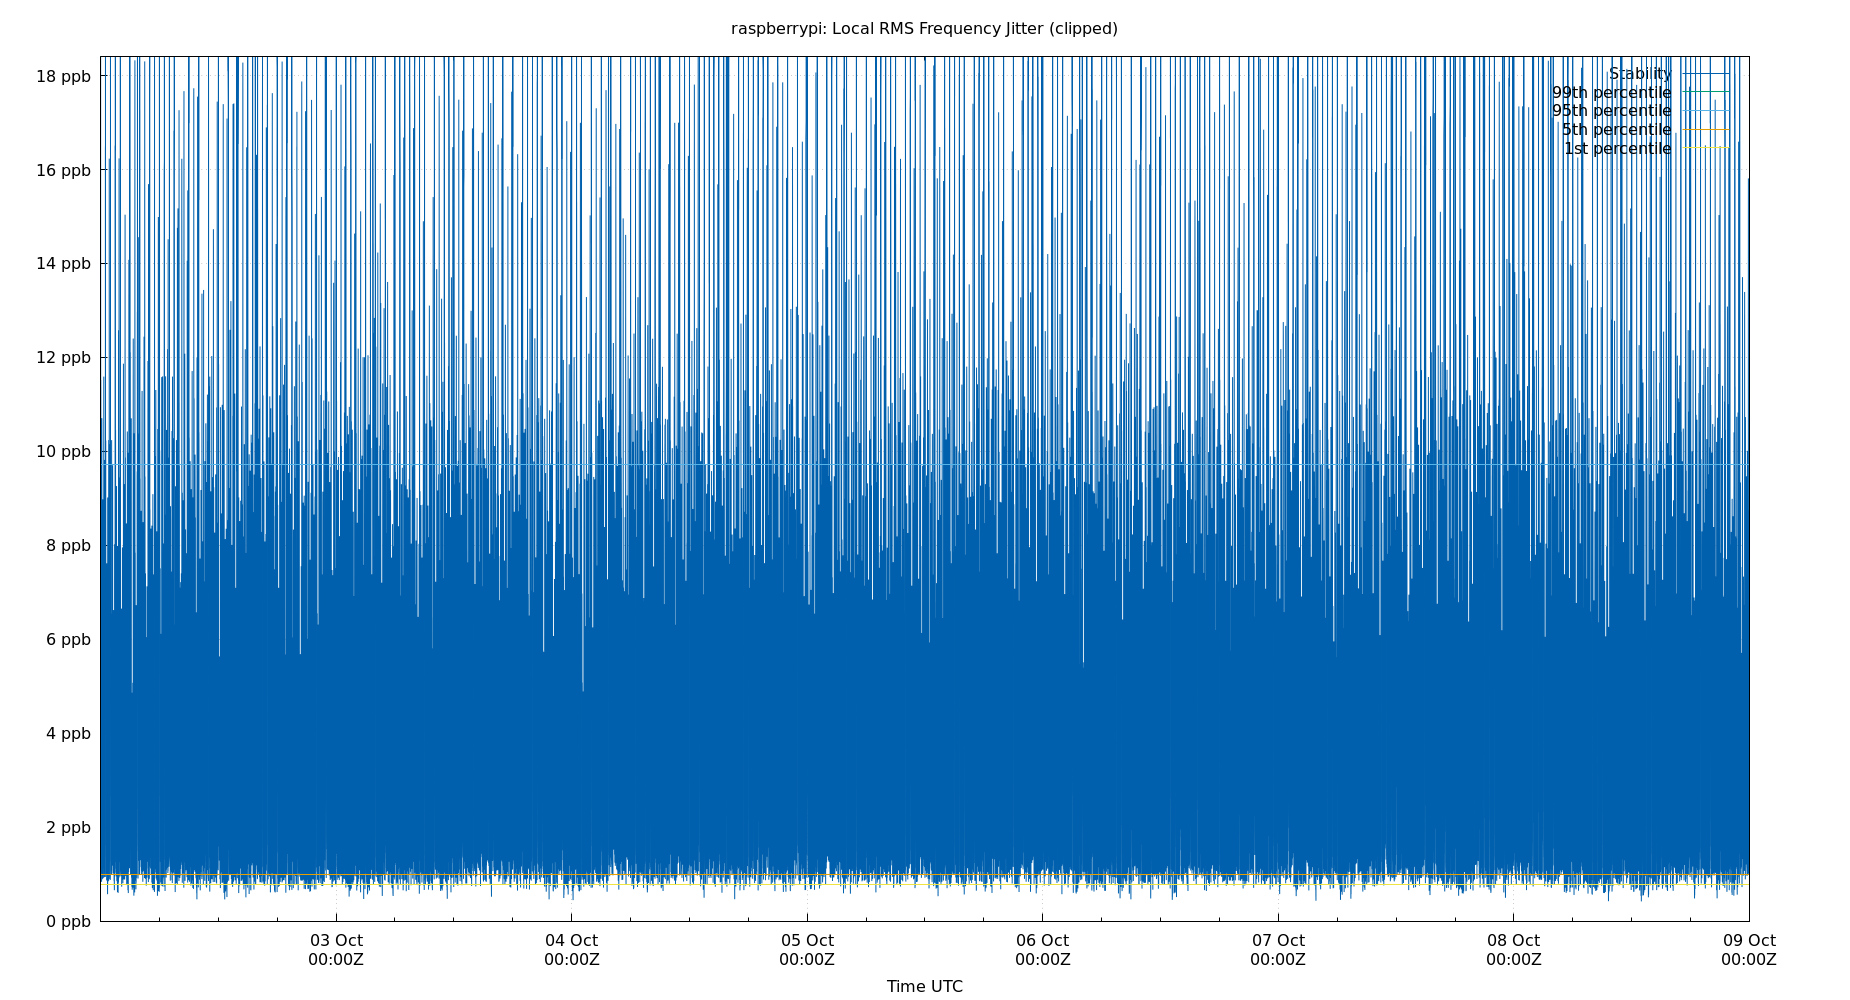 raspberrypi: Local RMS Frequency Jitter (clipped)
18 ppb
16 ppb
14 ppb
12 ppb
10 ppb
8 ppb
6 ppb
4 ppb
2 ppb
0 ppb
Stability
99th percentile
95th percentile
5th percentile
1st percentile
03 Oct 04 Oct 05 Oct 06 Oct 07 Oct 08 Oct 09 Oct
00:00Z 00:00Z 00:00Z 00:00Z 00:00Z 00:00Z 00:00Z
Time UTC